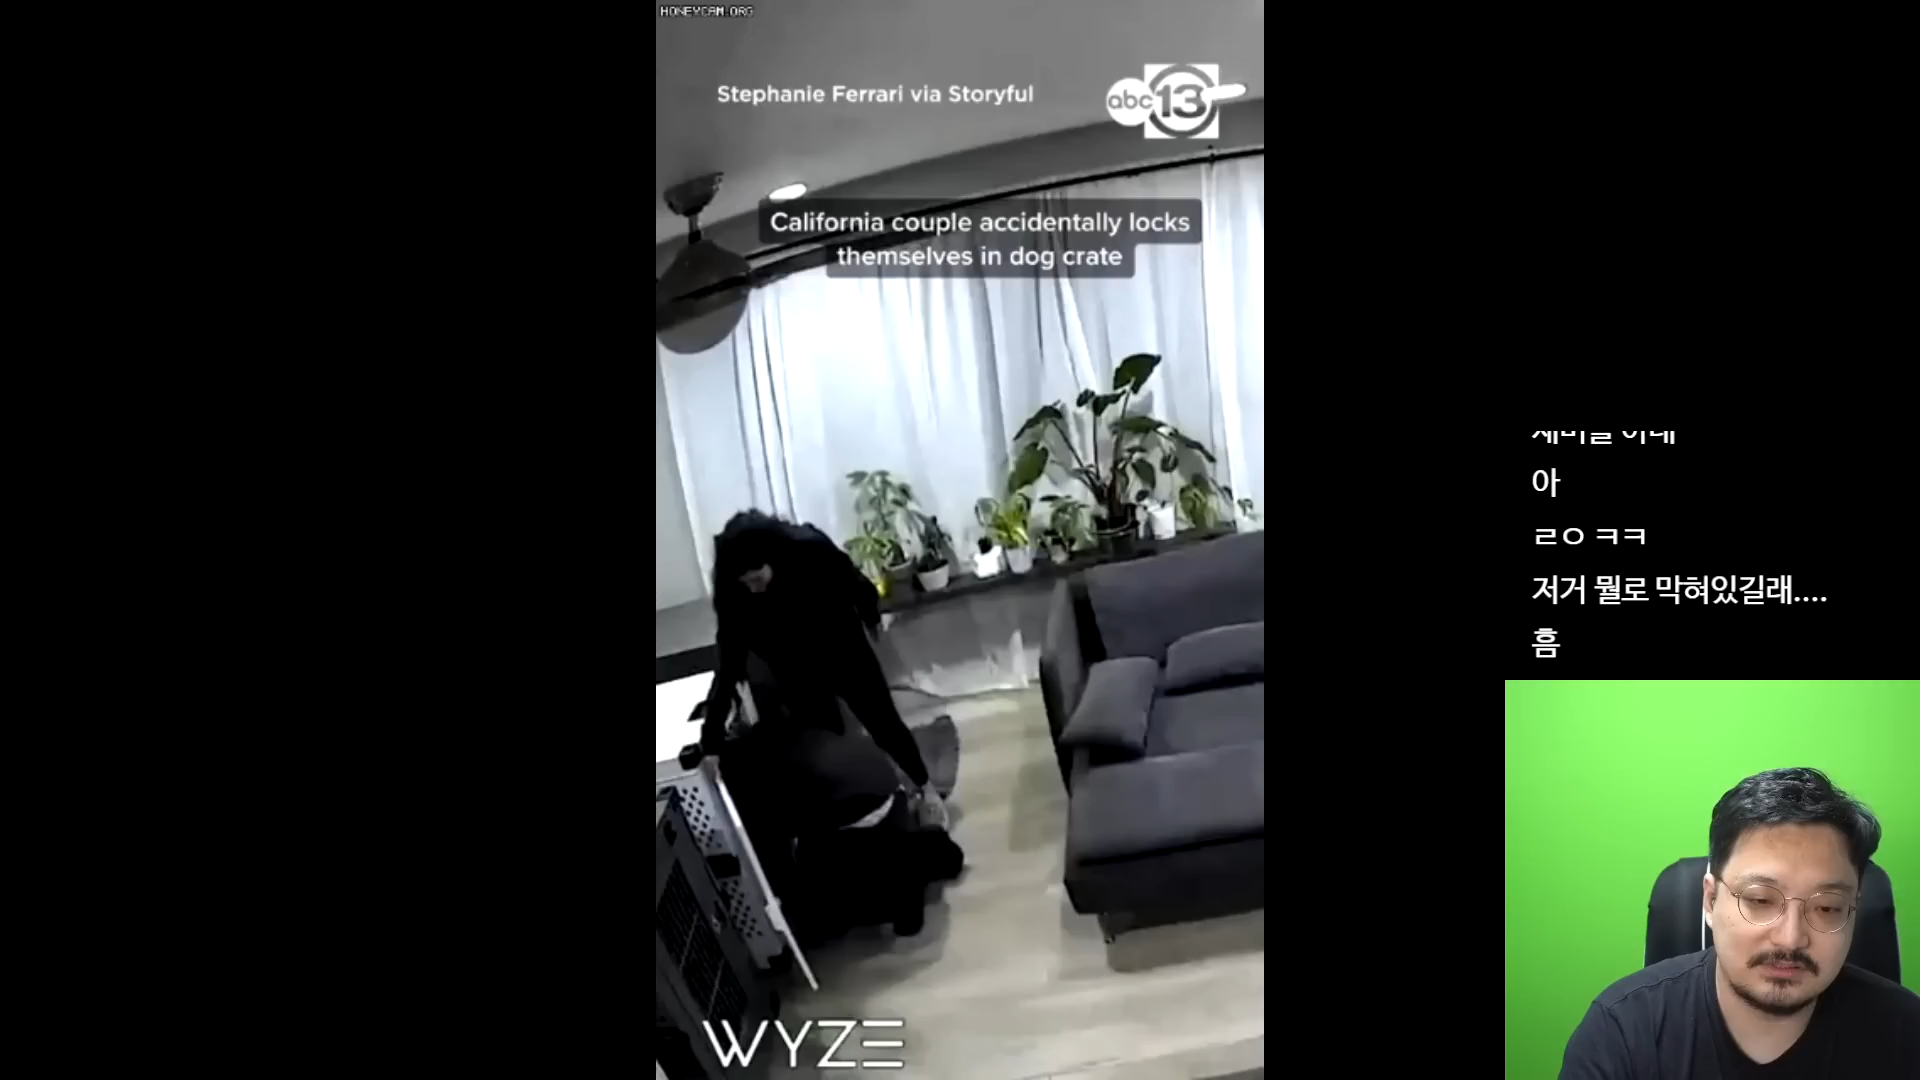 HONEYCAM.ORG
Stephanie Ferrari via Storyful
abc 13
California couple accidentally locks
themselves in dog crate
아
ㄹㅇ ㅋㅋ
저거 뭘로 막혀있길래....
흠
WYZE